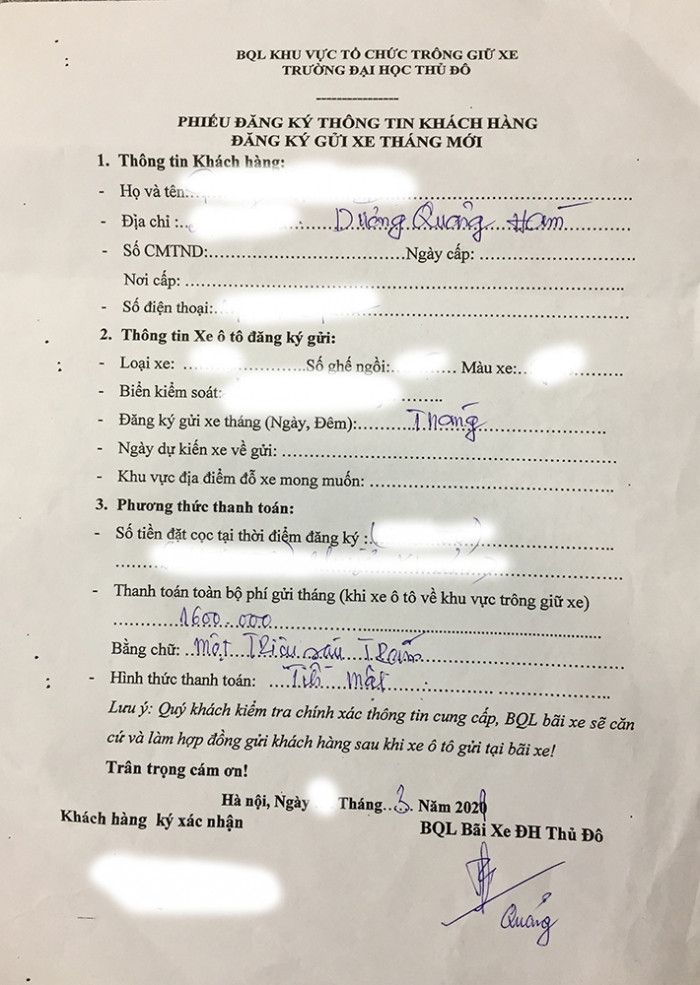 BQL KHU VỰC TỔ CHỨC TRÔNG GIỮ XE
TRƯỜNG ĐẠI HỌC THỦ ĐÔ
PHIẾU ĐĂNG KÝ THÔNG TIN KHÁCH HÀNG
ĐĂNG KÝ GỬI XE THÁNG MỚI
1. Thông tin Khách hàng:
- Họ và tên:
- Địa chỉ : Dương Quảng Hàm
- Số CMTND: Ngày cấp:
Nơi cấp:
- Số điện thoại:
2. Thông tin Xe ô tô đăng ký gửi:
- Loại xe: Số ghế ngồi: Màu xe:
- Biển kiểm soát:
- Đăng ký gửi xe tháng (Ngày, Đêm): Tháng
- Ngày dự kiến xe về gửi:
- Khu vực địa điểm đỗ xe mong muốn:
3. Phương thức thanh toán:
- Số tiền đặt cọc tại thời điểm đăng ký : (
- Thanh toán toàn bộ phí gửi tháng (khi xe ô tô về khu vực trông giữ xe)
1600.000
Bằng chữ: Một Triệu sáu Trăm
- Hình thức thanh toán: Tiền mặt
Lưu ý: Quý khách kiểm tra chính xác thông tin cung cấp, BQL bãi xe sẽ căn
cứ và làm hợp đồng gửi khách hàng sau khi xe ô tô gửi tại bãi xe!
Trân trọng cám ơn!
Hà nội, Ngày Tháng 3 Năm 2021
Khách hàng ký xác nhận BQL Bãi Xe ĐH Thủ Đô
Quảng